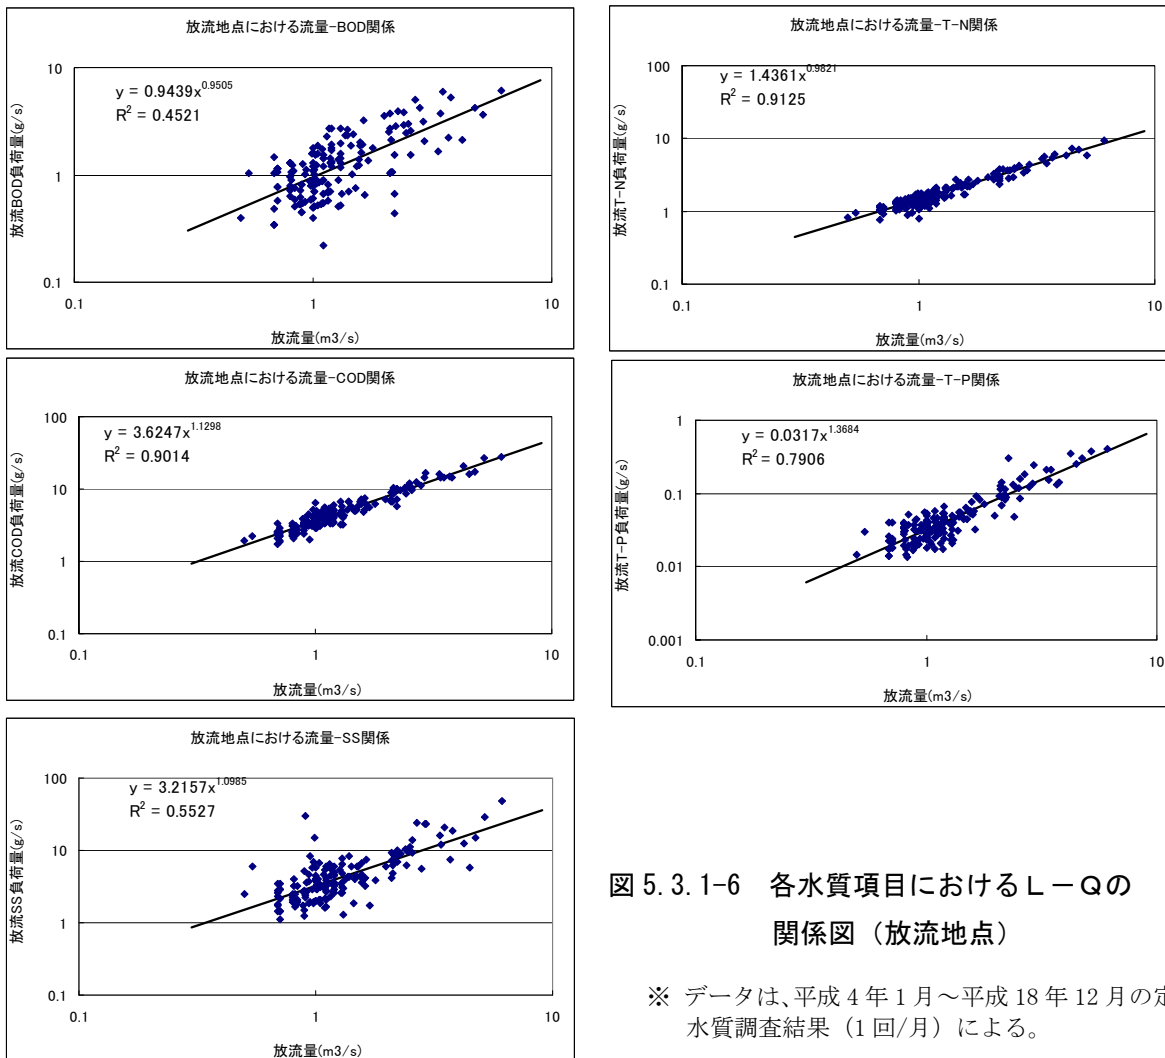 放流地点における流量-BOD関係
10
1
0.1
y = 0.9439x^0.9505
R² = 0.4521
放流BOD負荷量(g/s)
0.1
1
10
放流量(m3/s)
放流地点における流量-T-N関係
100
10
1
0.1
y = 1.4361x^0.9821
R² = 0.9125
放流T-N負荷量(g/s)
0.1
1
10
放流量(m3/s)
放流地点における流量-COD関係
100
10
1
0.1
y = 3.6247x^1.1298
R² = 0.9014
放流COD負荷量(g/s)
0.1
1
10
放流量(m3/s)
放流地点における流量-T-P関係
1
0.1
0.01
0.001
y = 0.0317x^1.3684
R² = 0.7906
放流T-P負荷量(g/s)
0.1
1
10
放流量(m3/s)
放流地点における流量-SS関係
100
10
1
0.1
y = 3.2157x^1.0985
R² = 0.5527
放流SS負荷量(g/s)
0.1
1
10
放流量(m3/s)
図 5.3.1-6 各水質項目におけるL－Qの
関係図（放流地点）
※ データは、平成 4 年 1 月～平成 18 年 12 月の定
水質調査結果（1 回/月）による。